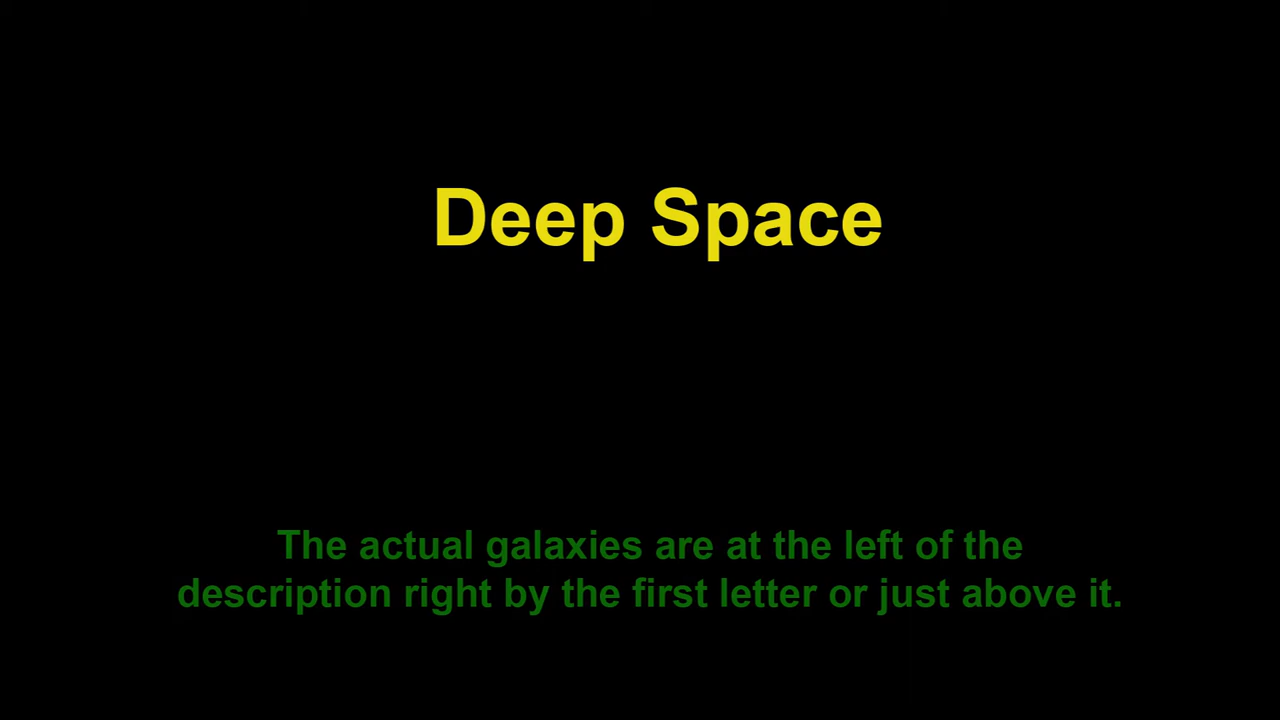 Deep Space
The actual galaxies are at the left of the
description right by the first letter or just above it.